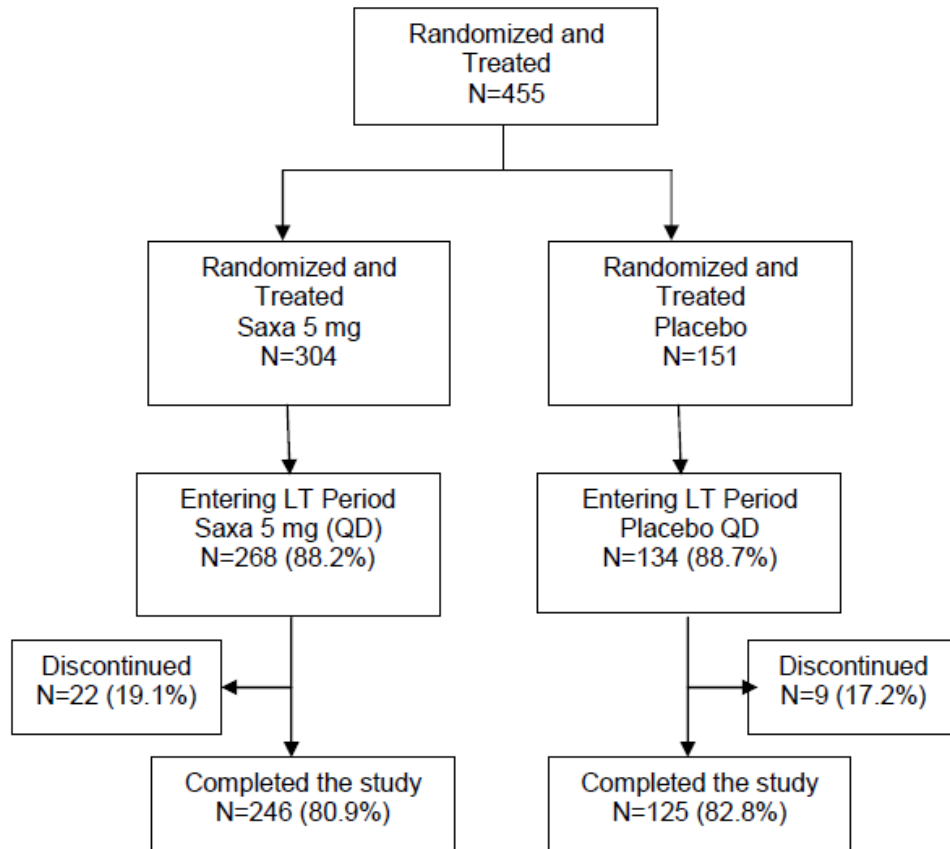 Randomized and
Treated
N=455
Randomized and
Treated
Saxa 5 mg
N=304
Randomized and
Treated
Placebo
N=151
Entering LT Period
Saxa 5 mg (QD)
N=268 (88.2%)
Entering LT Period
Placebo QD
N=134 (88.7%)
Discontinued
N=22 (19.1%)
Discontinued
N=9 (17.2%)
Completed the study
N=246 (80.9%)
Completed the study
N=125 (82.8%)